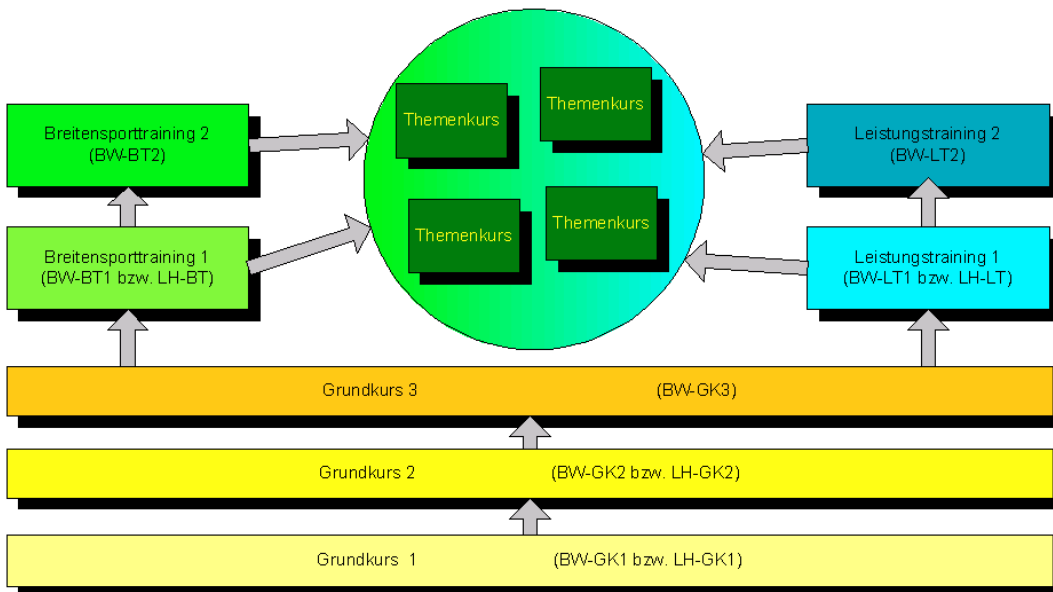 Themenkurs
Themenkurs
Breitensporttraining 2
(BW-BT2)
Leistungstraining 2
(BW-LT2)
Themenkurs
Themenkurs
Breitensporttraining 1
(BW-BT1 bzw. LH-BT)
Leistungstraining 1
(BW-LT1 bzw. LH-LT)
Grundkurs 3 (BW-GK3)
Grundkurs 2 (BW-GK2 bzw. LH-GK2)
Grundkurs 1 (BW-GK1 bzw. LH-GK1)